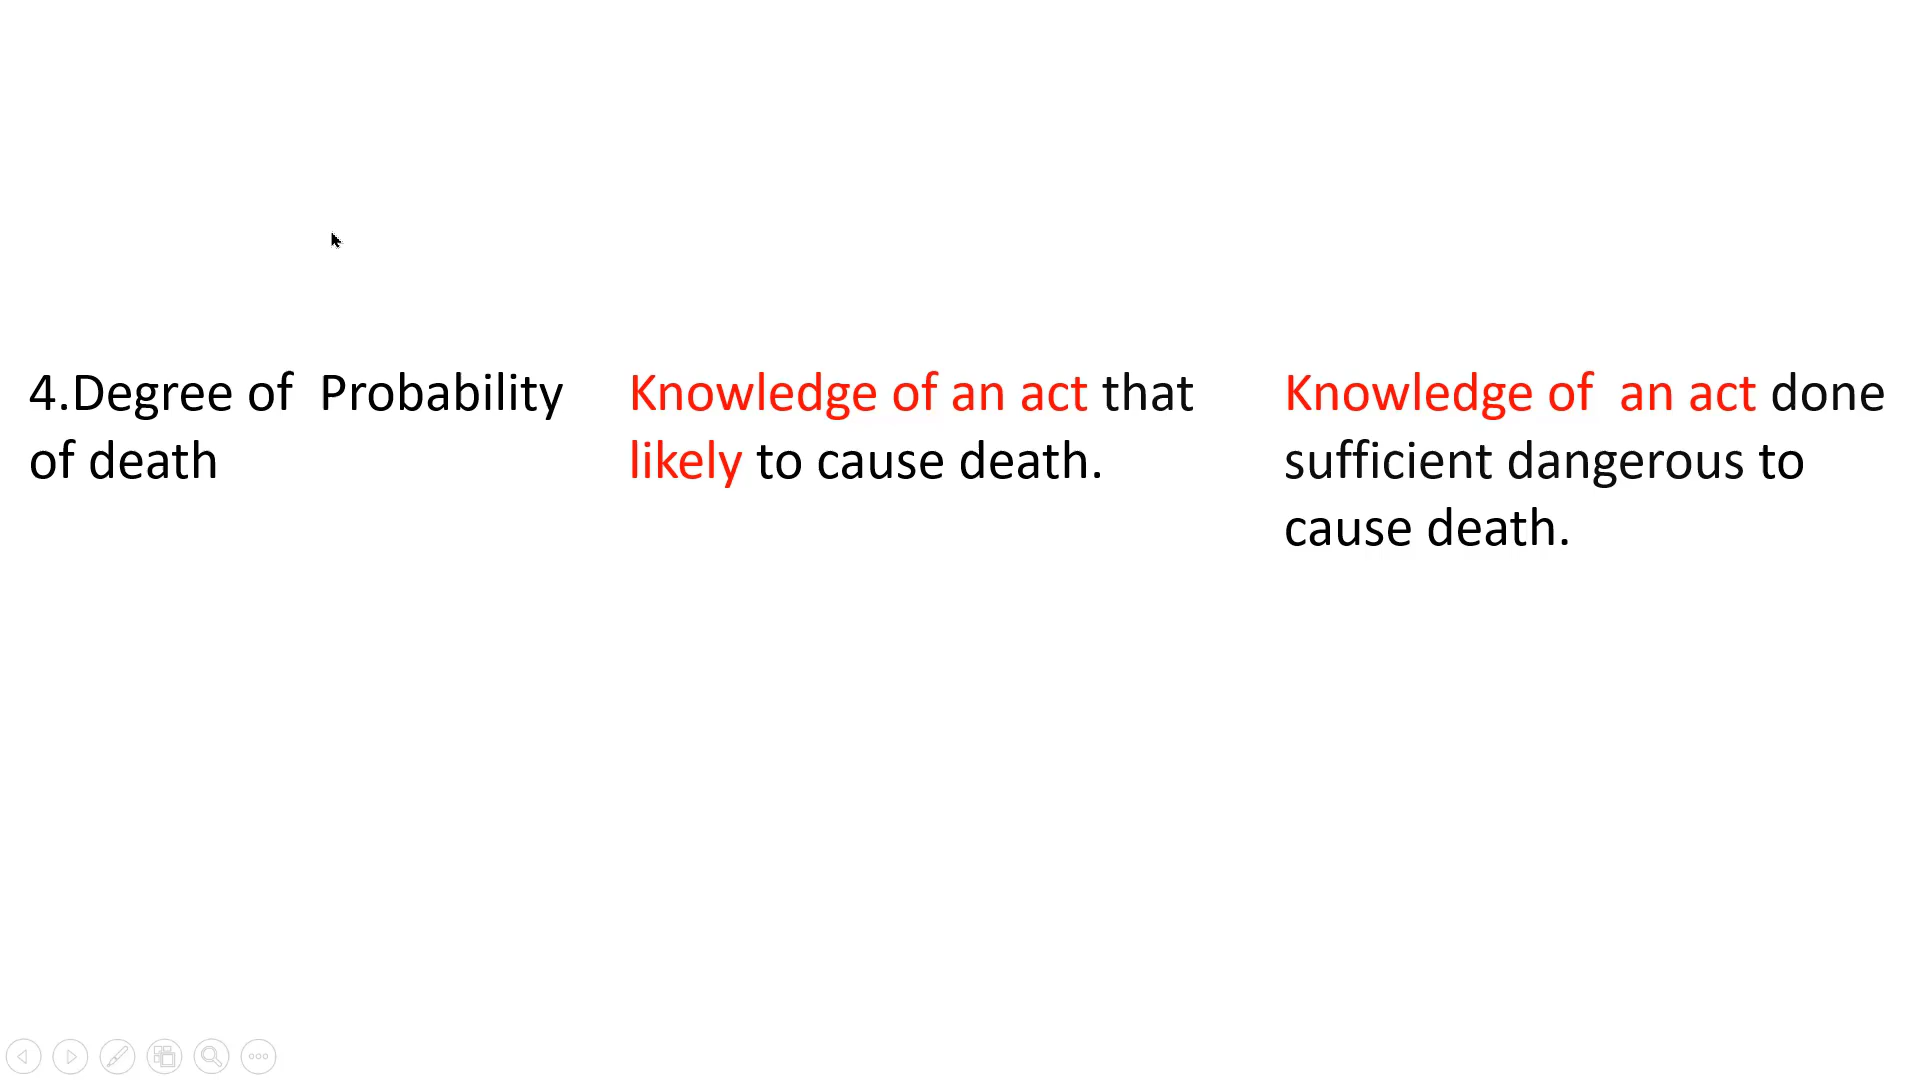 4.Degree of  Probability
of death
Knowledge of an act that
likely to cause death.
Knowledge of  an act done
sufficient dangerous to
cause death.